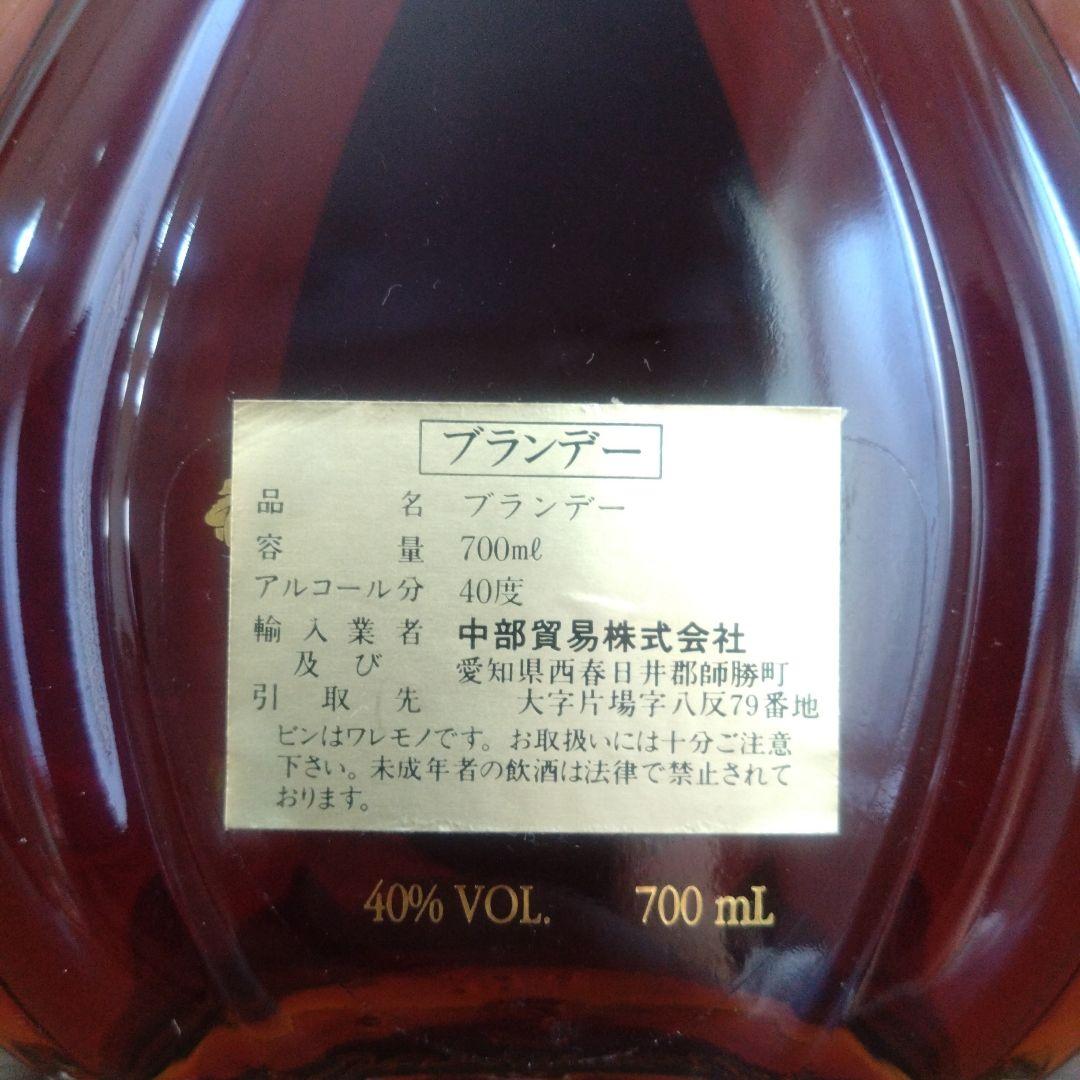 ブランデー
品名 ブランデー
容量 700mℓ
アルコール分 40度
輸入業者 中部貿易株式会社
及び 愛知県西春日井郡師勝町
引取先 大字片場字八反79番地
ビンはワレモノです。お取扱いには十分ご注意
下さい。未成年者の飲酒は法律で禁止されて
おります。
40% VOL. 700 mL